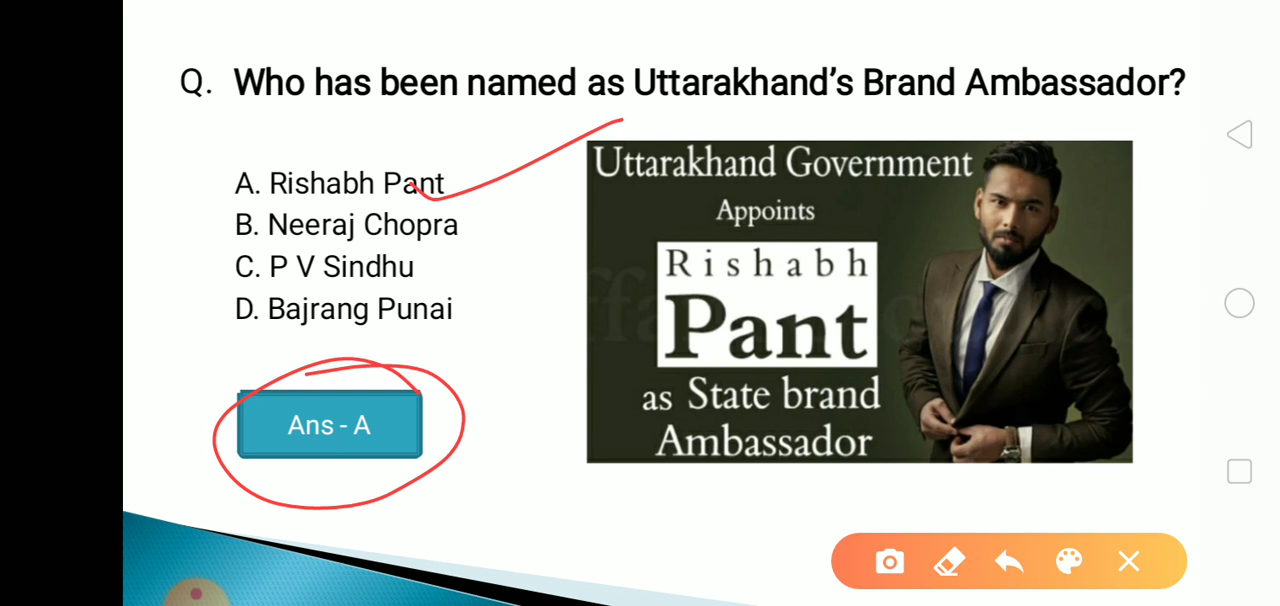 Q. Who has been named as Uttarakhand's Brand Ambassador?
A. Rishabh Pant
B. Neeraj Chopra
C. P V Sindhu
D. Bajrang Punai
Ans - A
Uttarakhand Government
Appoints
Rishabh
Pant
as State brand
Ambassador